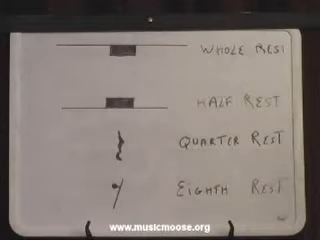 WHOLE REST
HALF REST
QUARTER REST
EIGHTH REST
www.musicmoose.org